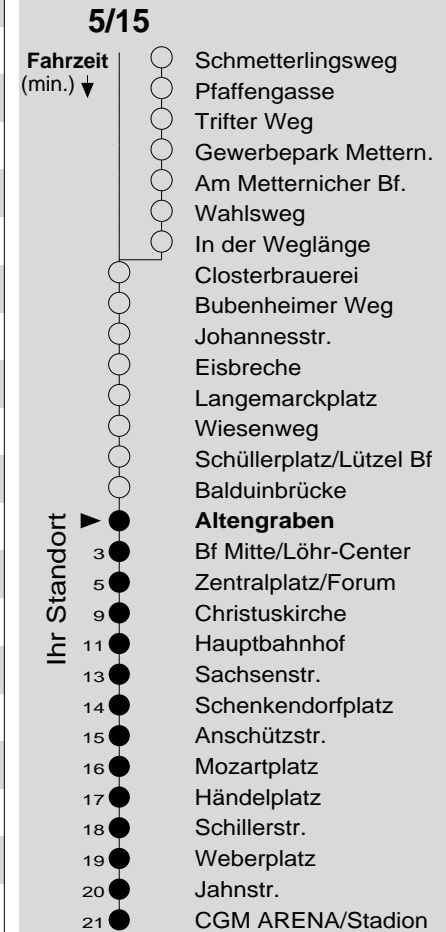 5/15
Fahrzeit
(min.)
Schmetterlingsweg
Pfaffengasse
Trifter Weg
Gewerbepark Mettern.
Am Metternicher Bf.
Wahlsweg
In der Weglänge
Closterbrauerei
Bubenheimer Weg
Johannesstr.
Eisbreche
Langemarckplatz
Wiesenweg
Schüllerplatz/Lützel Bf
Balduinbrücke
Ihr Standort
Altengraben
3 Bf Mitte/Löhr-Center
5 Zentralplatz/Forum
9 Christuskirche
11 Hauptbahnhof
13 Sachsenstr.
14 Schenkendorfplatz
15 Anschützstr.
16 Mozartplatz
17 Händelplatz
18 Schillerstr.
19 Weberplatz
20 Jahnstr.
21 CGM ARENA/Stadion